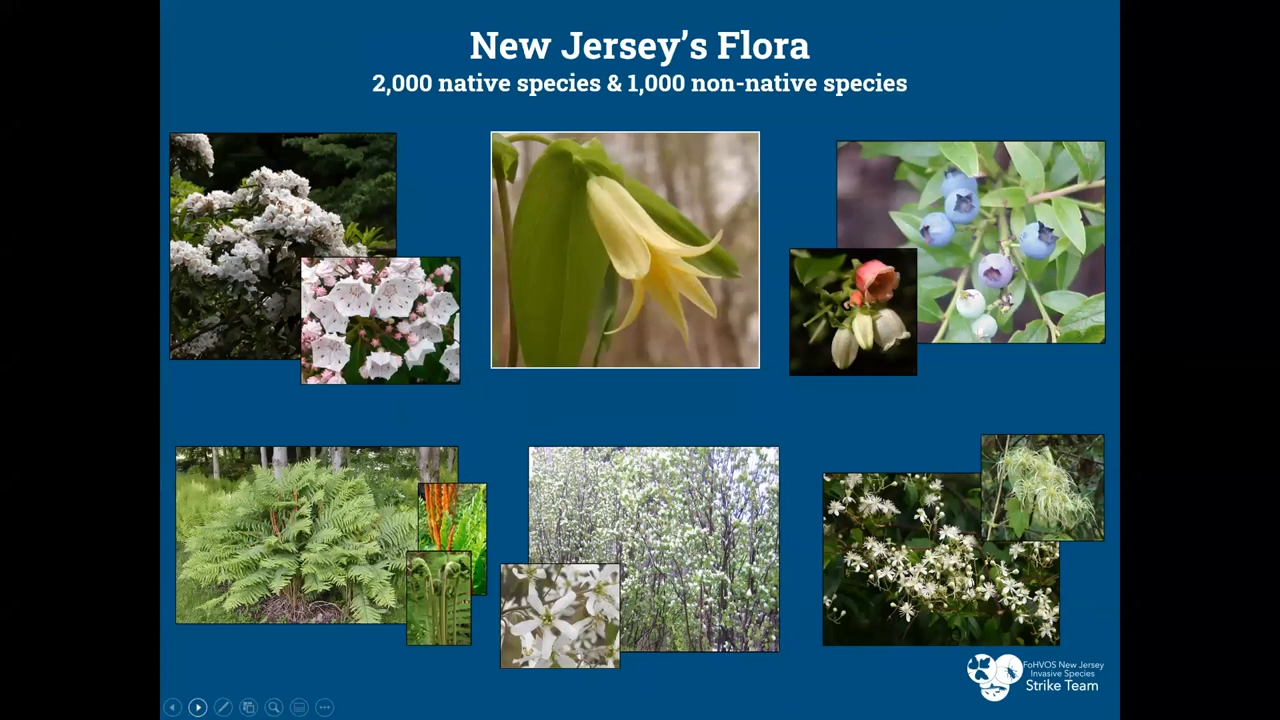 New Jersey’s Flora
2,000 native species & 1,000 non-native species
FoHVOS New Jersey
Invasive Species
Strike Team